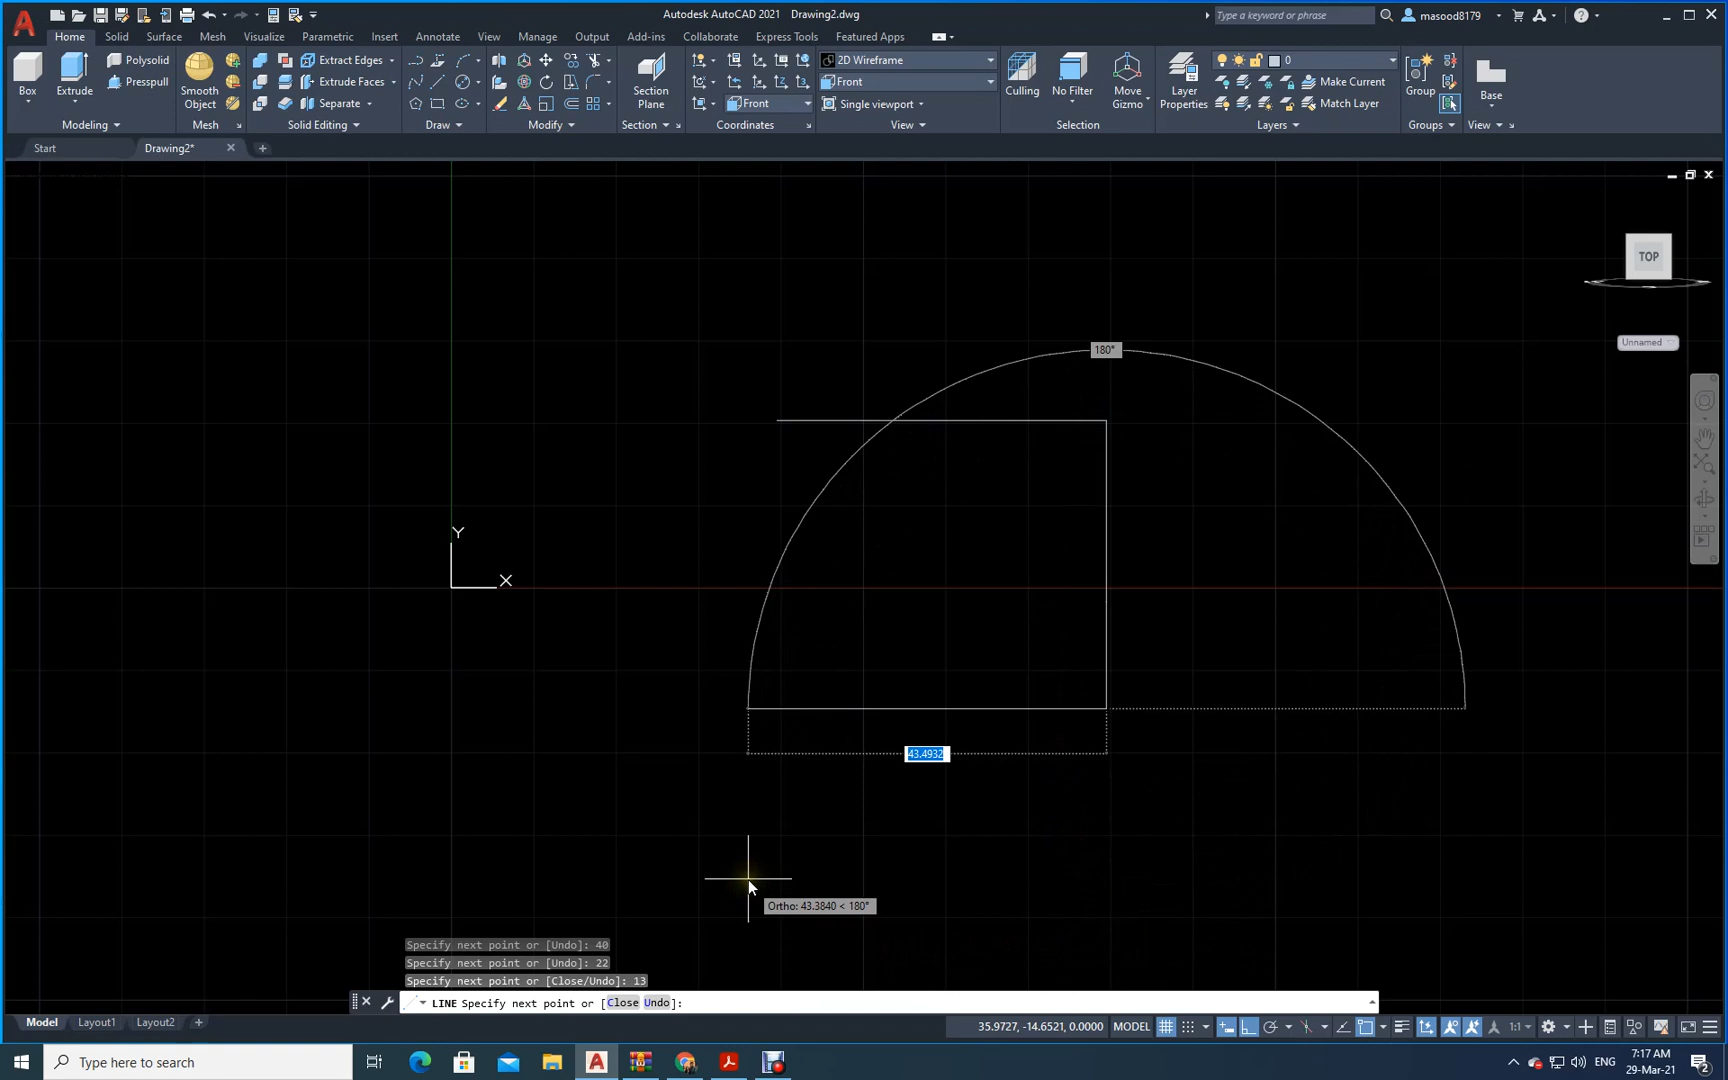 Autodesk AutoCAD 2021 Drawing2.dwg
Type a keyword or phrase
masood8179
Home Solid Surface Mesh Visualize Parametric Insert Annotate View Manage Output Add-ins Collaborate Express Tools Featured Apps
Box
Extrude
Polysolid
Presspull
Modeling
Smooth
Object
Mesh
Extract Edges
Extrude Faces
Separate
Solid Editing
Draw
Modify
Section
Plane
Section
Front
Coordinates
2D Wireframe
Front
Single viewport
View
Culling
No Filter
Move
Gizmo
Selection
Layer
Properties
0
Make Current
Match Layer
Layers
Group
Groups
Base
View
Start
Drawing2*
TOP
Unnamed
180°
Y
X
43.4932
Ortho: 43.3840 < 180°
Specify next point or [Undo]: 40
Specify next point or [Undo]: 22
Specify next point or [Close/Undo]: 13
LINE Specify next point or [Close Undo]:
Model Layout1 Layout2
35.9727, -14.6521, 0.0000 MODEL
1:1
Type here to search
ENG
7:17 AM
29-Mar-21
2